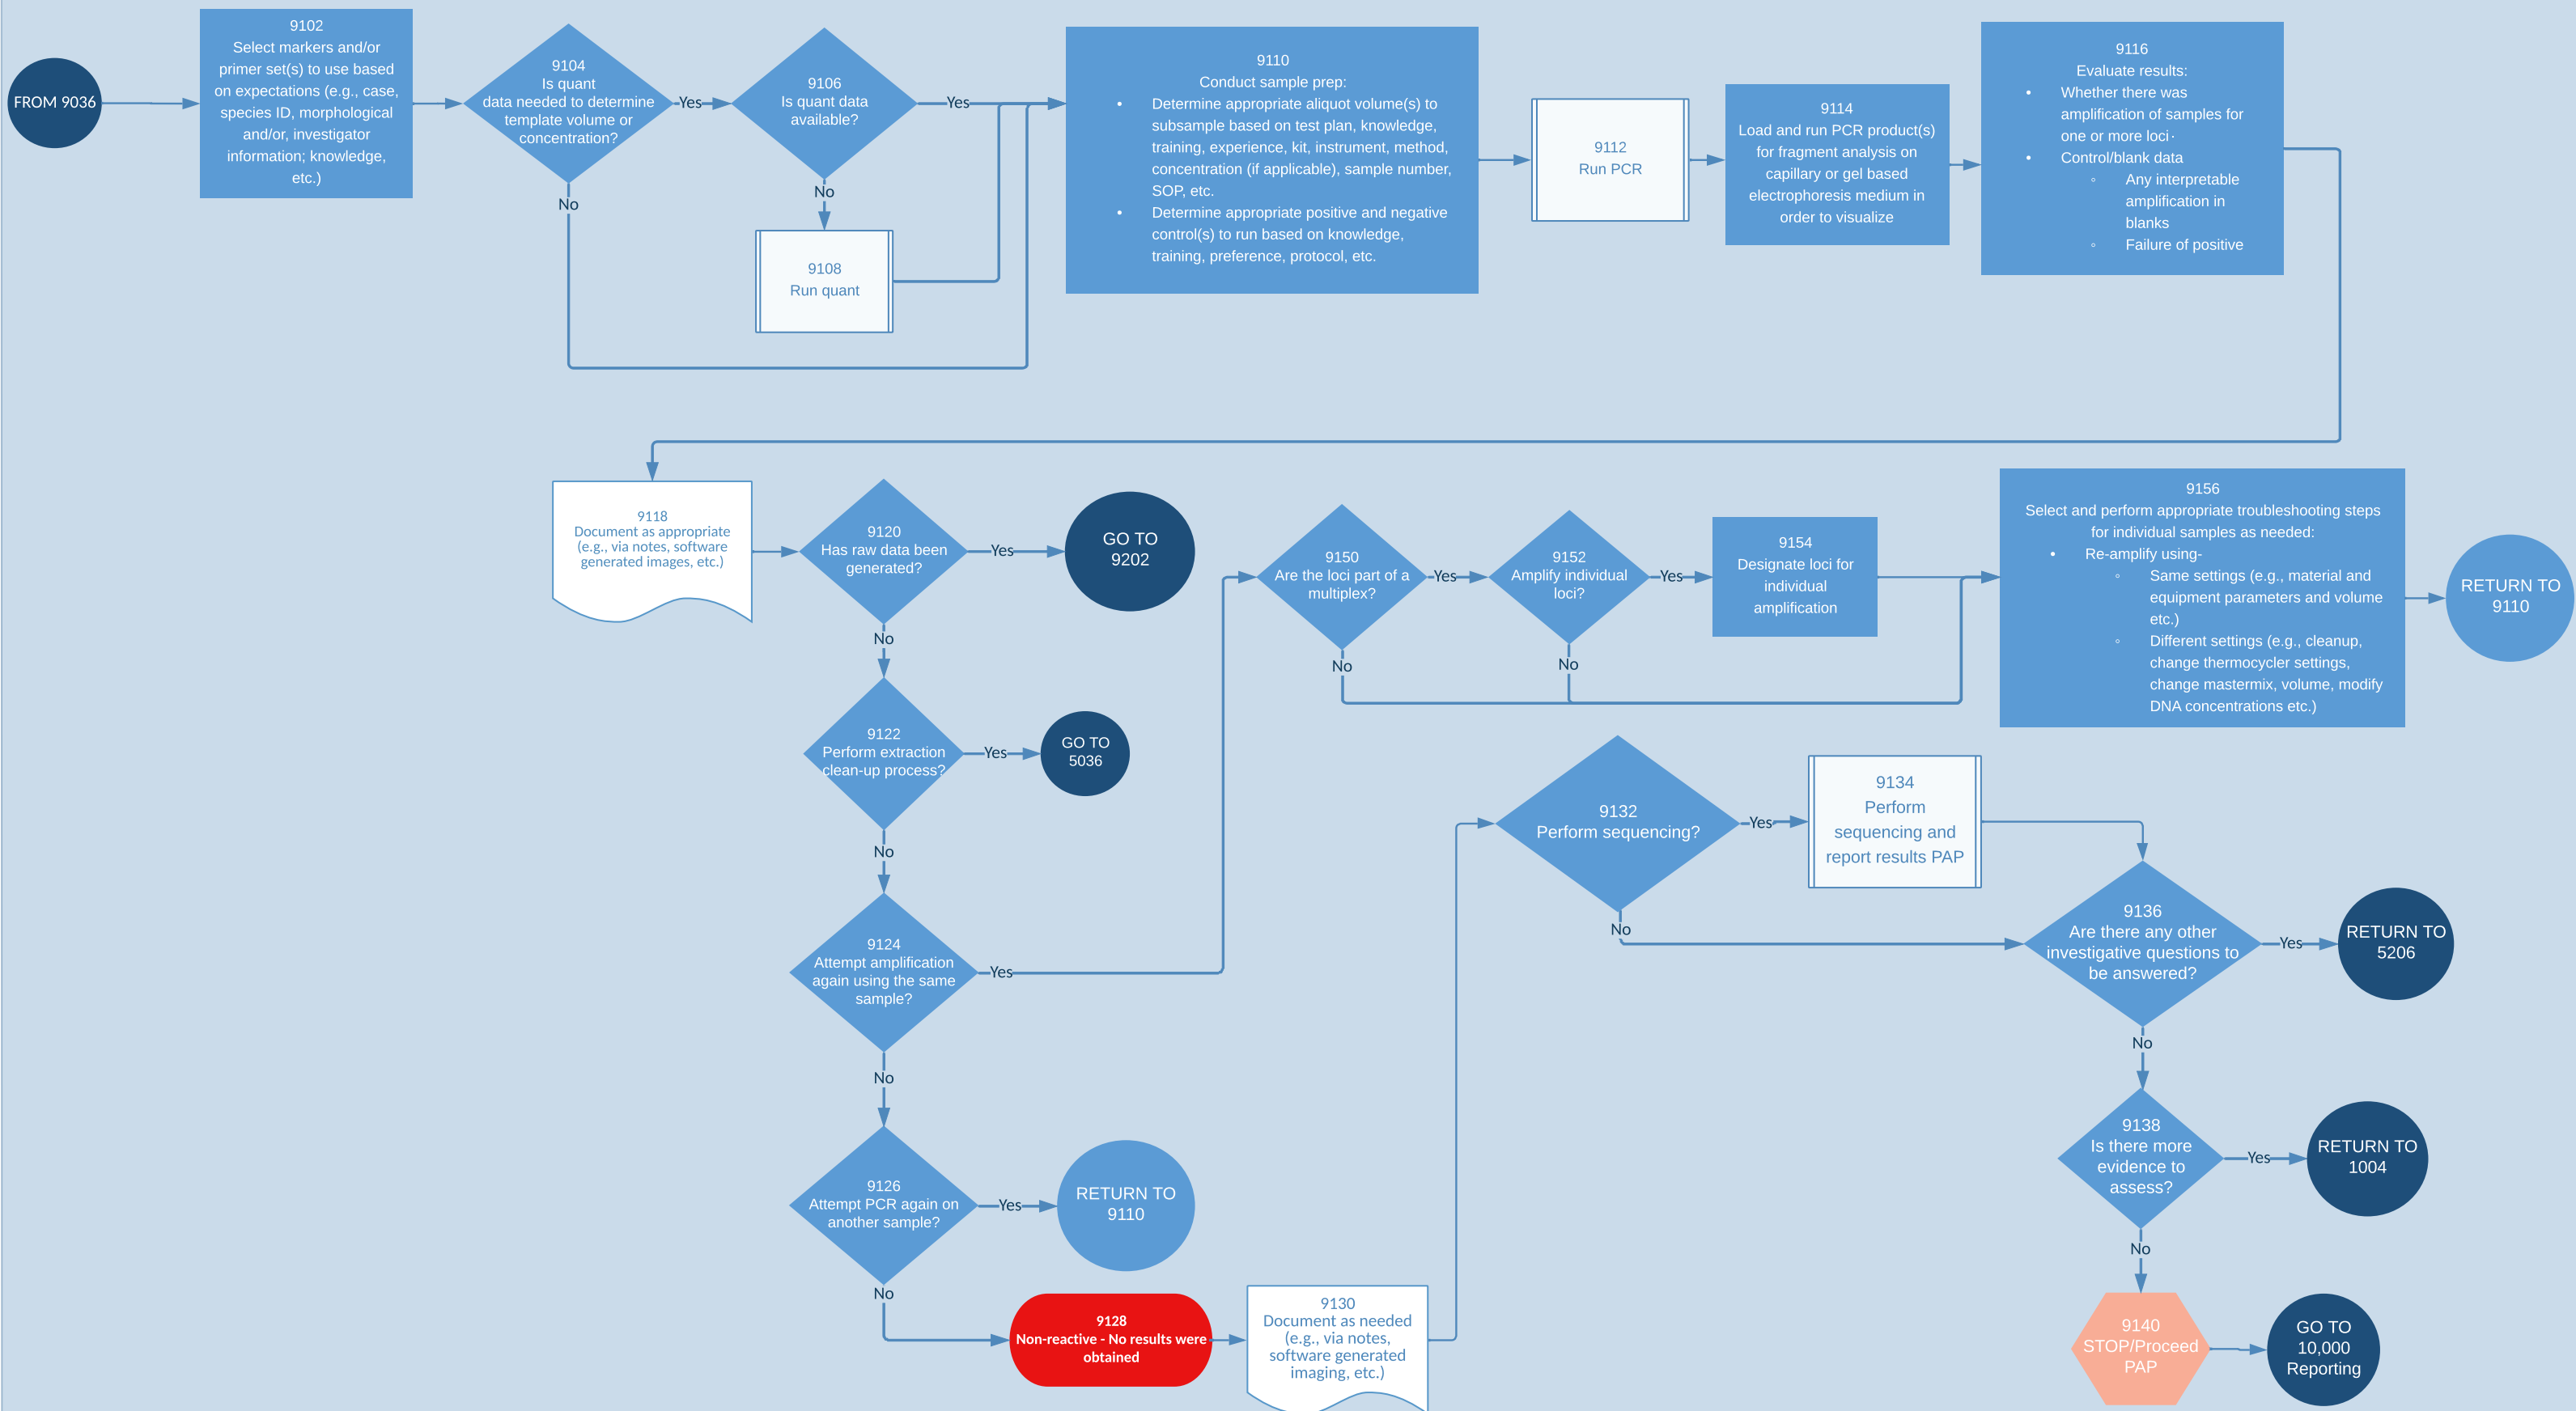 FROM 9036
9102
Select markers and/or
primer set(s) to use based
on expectations (e.g., case,
species ID, morphological
and/or, investigator
information; knowledge,
etc.)
9104
Is quant
data needed to determine
template volume or
concentration?
Yes
No
9106
Is quant data
available?
Yes
No
9108
Run quant
9110
Conduct sample prep:
• Determine appropriate aliquot volume(s) to
subsample based on test plan, knowledge,
training, experience, kit, instrument, method,
concentration (if applicable), sample number,
SOP, etc.
• Determine appropriate positive and negative
control(s) to run based on knowledge,
training, preference, protocol, etc.
9112
Run PCR
9114
Load and run PCR product(s)
for fragment analysis on
capillary or gel based
electrophoresis medium in
order to visualize
9116
Evaluate results:
• Whether there was
amplification of samples for
one or more loci·
• Control/blank data
◦ Any interpretable
amplification in
blanks
◦ Failure of positive
9118
Document as appropriate
(e.g., via notes, software
generated images, etc.)
9120
Has raw data been
generated?
Yes
GO TO
9202
No
9122
Perform extraction
clean-up process?
Yes
GO TO
5036
No
9124
Attempt amplification
again using the same
sample?
Yes
No
9126
Attempt PCR again on
another sample?
Yes
RETURN TO
9110
No
9128
Non-reactive - No results were
obtained
9130
Document as needed
(e.g., via notes,
software generated
imaging, etc.)
9150
Are the loci part of a
multiplex?
Yes
No
9152
Amplify individual
loci?
Yes
No
9154
Designate loci for
individual
amplification
9156
Select and perform appropriate troubleshooting steps
for individual samples as needed:
• Re-amplify using-
◦ Same settings (e.g., material and
equipment parameters and volume
etc.)
◦ Different settings (e.g., cleanup,
change thermocycler settings,
change mastermix, volume, modify
DNA concentrations etc.)
RETURN TO
9110
9132
Perform sequencing?
Yes
No
9134
Perform
sequencing and
report results PAP
9136
Are there any other
investigative questions to
be answered?
Yes
RETURN TO
5206
No
9138
Is there more
evidence to
assess?
Yes
RETURN TO
1004
No
9140
STOP/Proceed
PAP
GO TO
10,000
Reporting